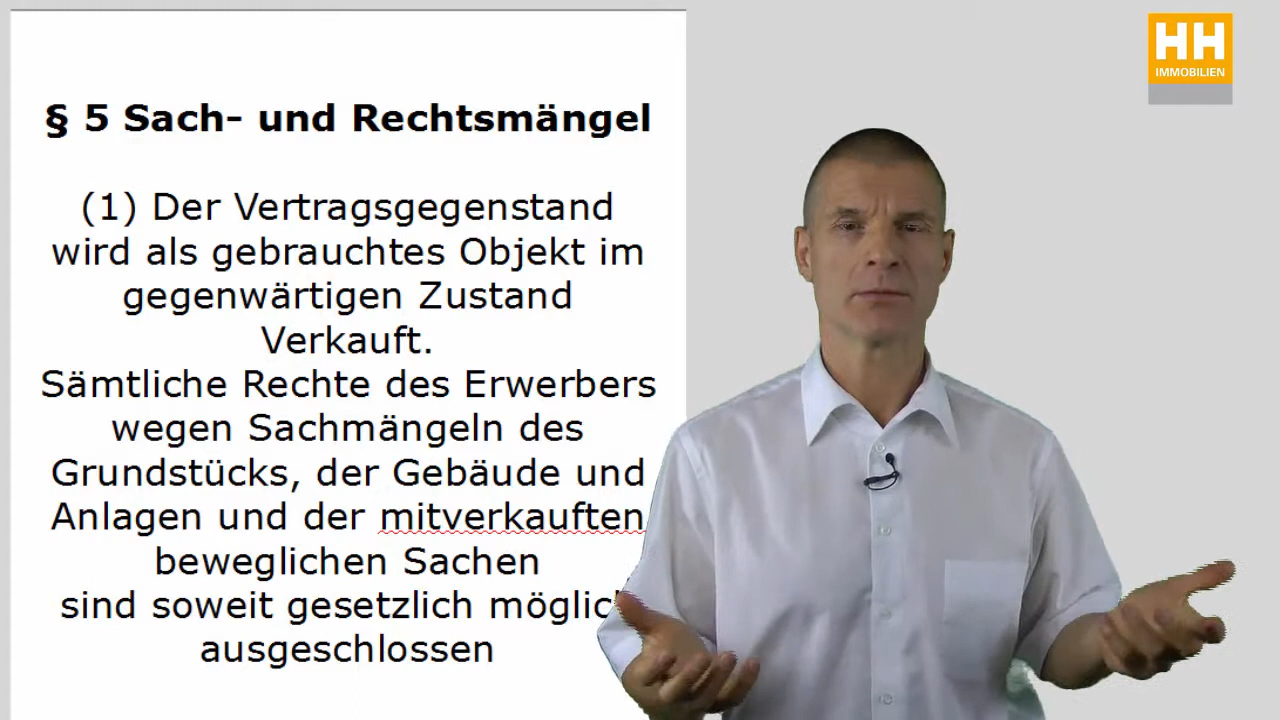 § 5 Sach- und Rechtsmängel
(1) Der Vertragsgegenstand
wird als gebrauchtes Objekt im
gegenwärtigen Zustand
Verkauft.
Sämtliche Rechte des Erwerbers
wegen Sachmängeln des
Grundstücks, der Gebäude und
Anlagen und der mitverkauften
beweglichen Sachen
sind soweit gesetzlich möglich
ausgeschlossen
HH
IMMOBILIEN